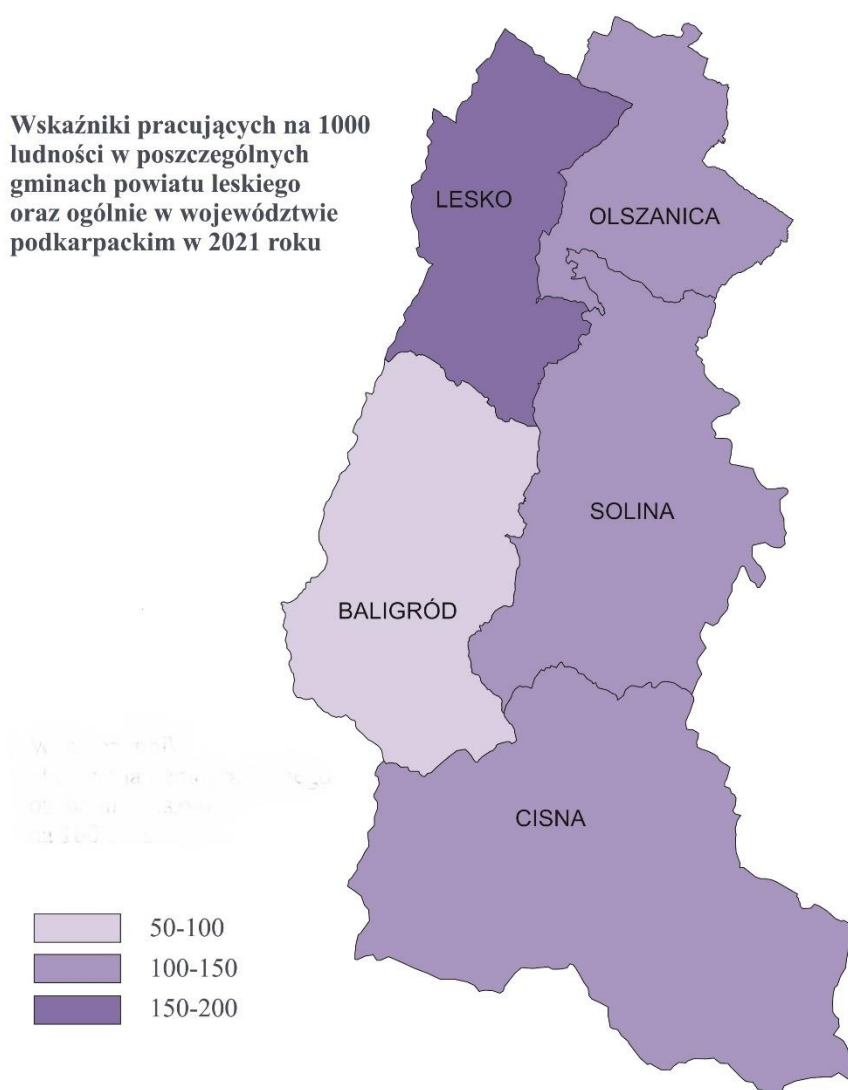 Wskaźniki pracujących na 1000
ludności w poszczególnych
gminach powiatu leskiego
oraz ogólnie w województwie
podkarpackim w 2021 roku
LESKO
OLSZANICA
SOLINA
BALIGRÓD
CISNA
50-100
100-150
150-200